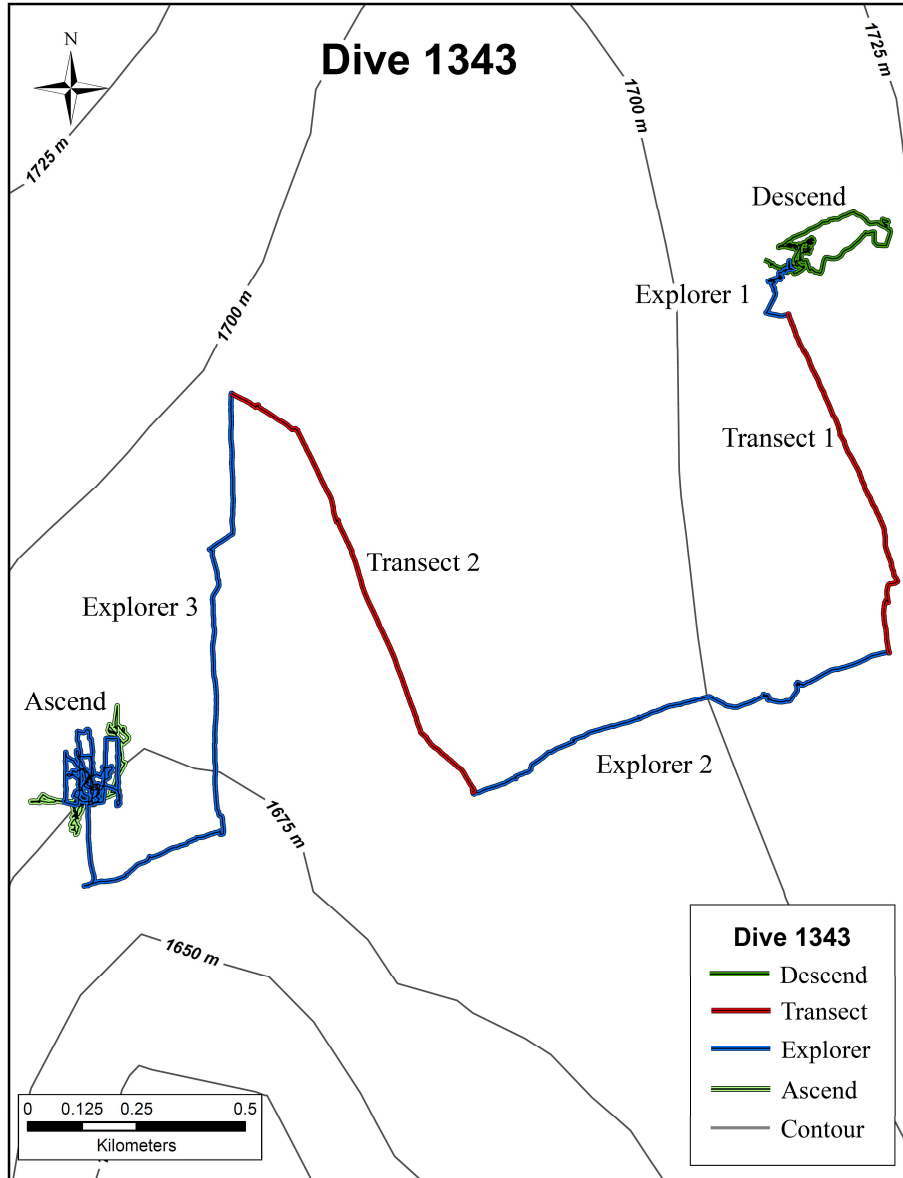 N
Dive 1343
1725 m
1725 m
1700 m
Descend
Explorer 1
1700 m
Transect 1
Transect 2
Explorer 3
Ascend
Explorer 2
1675 m
1650 m
Dive 1343
Descend
Transect
Explorer
Ascend
Contour
0 0.125 0.25 0.5
Kilometers